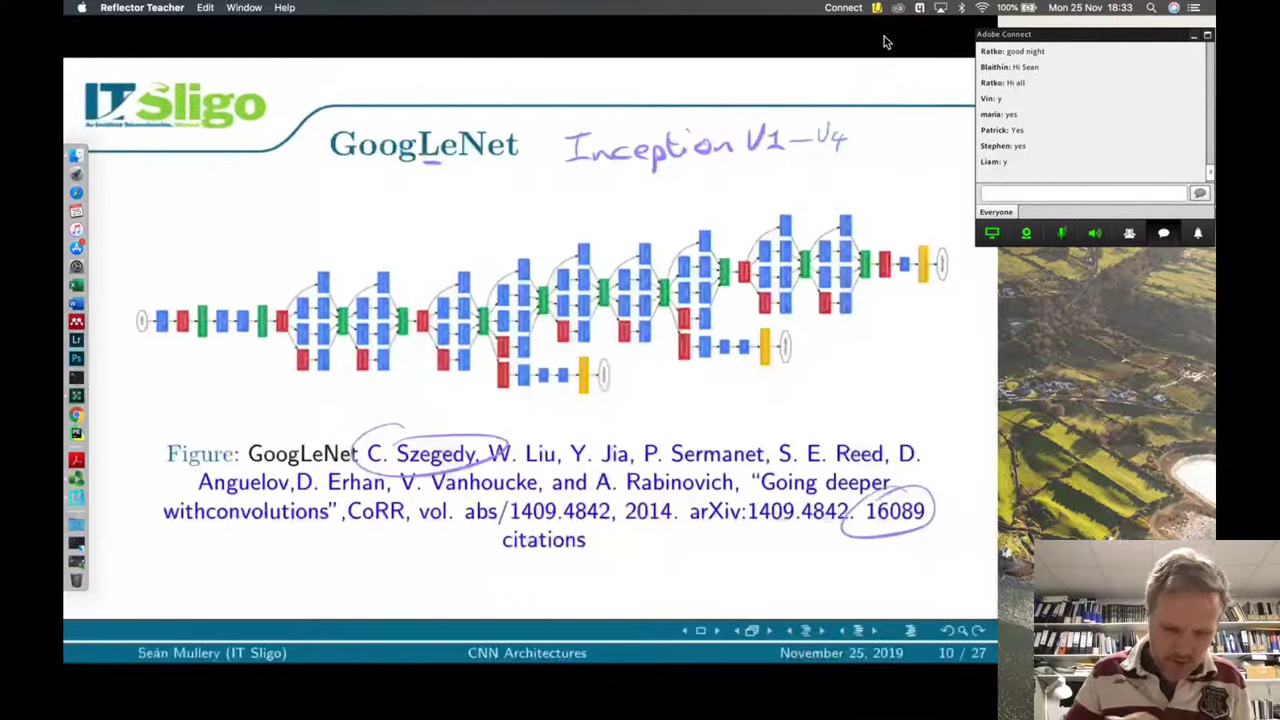 Reflector Teacher Edit Window Help
Connect 100% Mon 25 Nov 18:33
Adobe Connect
Ratko: good night
Blaithín: Hi Sean
Ratko: Hi all
Vin: y
maria: yes
Patrick: Yes
Stephen: yes
Liam: y
Everyone
IT Sligo
GoogLeNet Inception V1-V4
Figure: GoogLeNet C. Szegedy, W. Liu, Y. Jia, P. Sermanet, S. E. Reed, D.
Anguelov,D. Erhan, V. Vanhoucke, and A. Rabinovich, "Going deeper
withconvolutions",CoRR, vol. abs/1409.4842, 2014. arXiv:1409.4842. 16089
citations
Seán Mullery (IT Sligo) CNN Architectures November 25, 2019 10 / 27